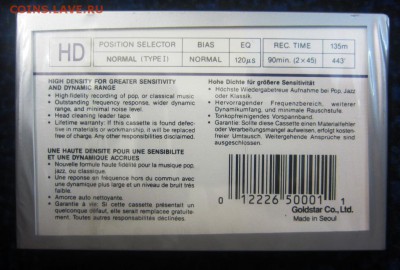 СОИНS.LAVE.RU
HD
POSITION SELECTOR BIAS EQ REC. TIME 135m
NORMAL (TYPE I) NORMAL 120µs 90min. (2×45) 443'
HIGH DENSITY FOR GREATER SENSITIVITY
AND DYNAMIC RANGE
• High-fidelity recording of pop, or classical music
• Outstanding frequency response, wider dynamic
range, and minimal noise level.
• Head cleaning leader tape
• Lifetime warranty: If this cassette is found defec-
tive in materials or workmanship, it will be replaced
free of charge. Any other responsibilities disclaimed.
UNE HAUTE DENSITE POUR UNE SENSIBILITE
ET UNE DYNAMIQUE ACCRUES
• Nouvelle formule haute fidélité pour la musique pop,
jazz, ou classique.
• Une réponse en fréquence hors du commun avec
une dynamique plus large et un niveau de bruit très
faible.
• Amorce auto nettoyante.
• Garantie à vie: Si cette cassette présentait un
quelconque défaut, elle serait remplacée gratuite-
ment. Toutes autres responsabilités déclinées.
Hohe Dichte für größere Sensitivität
• Höchste Wiedergabetreue Aufnahme bei Pop, Jazz
oder Klassik.
• Hervorragender Frequenzbereich, weiterer
Dynamikumfang und minimales Rauschen.
• Tonkopfreinigendes Vorspannband.
• Garantie: Sollte diese Cassette einen Materialfehler
oder Verarbeitungsmangel aufweisen, erfolgt kosten-
freier Umtausch. Weitergehende Ansprüche sind
ausgeschlossen.
0 12226 50001 1
Goldstar Co., Ltd.
Made in Seoul